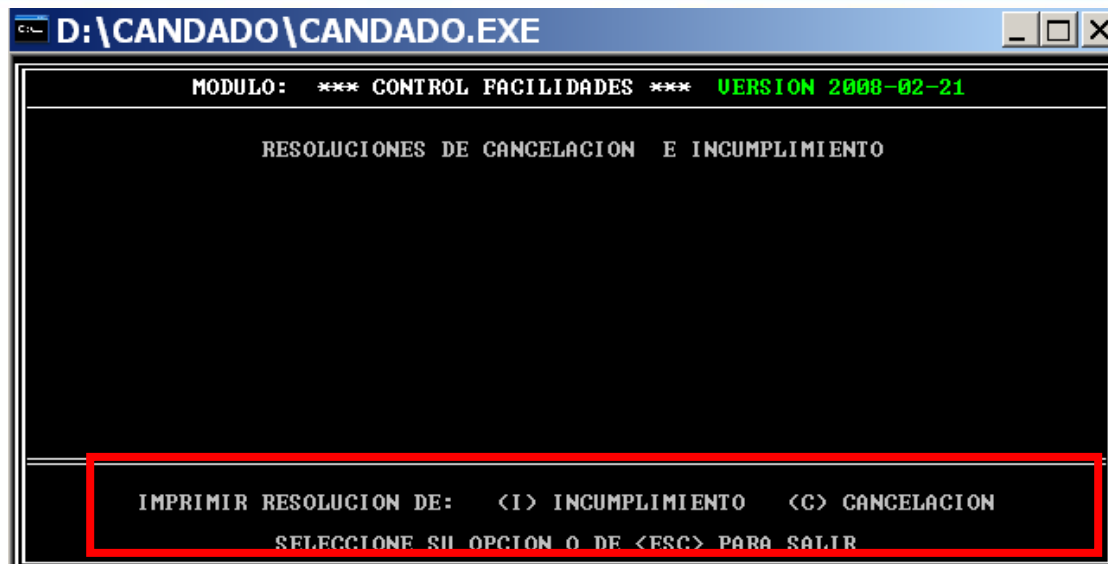 D:\CANDADO\CANDADO.EXE
MODULO: *** CONTROL FACILIDADES *** VERSION 2008-02-21
RESOLUCIONES DE CANCELACION E INCUMPLIMIENTO
IMPRIMIR RESOLUCION DE: <I> INCUMPLIMIENTO <C> CANCELACION
SELECCIONE SU OPCION O DE <ESC> PARA SALIR